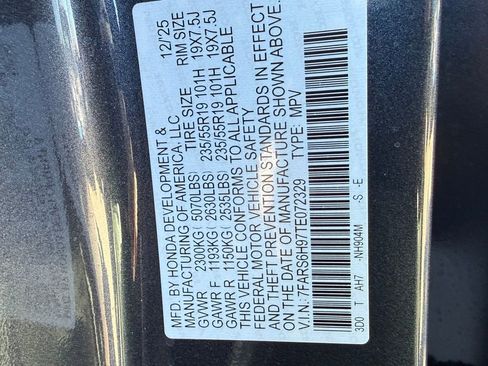 MFD. BY HONDA DEVELOPMENT &
MANUFACTURING OF AMERICA, LLC 12/25
TIRE SIZE RIM SIZE
GVWR 2300KG( 5070LBS)
GAWR F 1193KG( 2630LBS) 235/55R19 101H 19X7.5J
GAWR R 1150KG( 2535LBS) 235/55R19 101H 19X7.5J
THIS VEHICLE CONFORMS TO ALL APPLICABLE
FEDERAL MOTOR VEHICLE SAFETY
AND THEFT PREVENTION STANDARDS IN EFFECT
ON THE DATE OF MANUFACTURE SHOWN ABOVE.
V.I.N:7FARS6H97TE072329 TYPE: MPV
3D0 T AH7 -NH904M -S -E